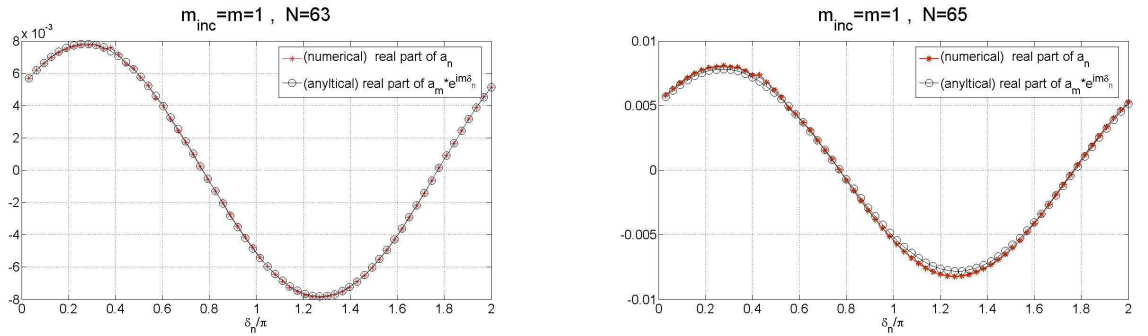 m_inc=m=1 , N=63
8 x 10^-3
(numerical) real part of a_n
(anyltical) real part of a_m*e^imδ_n
6
4
2
0
-2
-4
-6
-8
0 0.2 0.4 0.6 0.8 1 1.2 1.4 1.6 1.8 2
δ_n/π
m_inc=m=1 , N=65
0.01
(numerical) real part of a_n
(anyltical) real part of a_m*e^imδ_n
0.005
0
-0.005
-0.01
0 0.2 0.4 0.6 0.8 1 1.2 1.4 1.6 1.8 2
δ_n/π